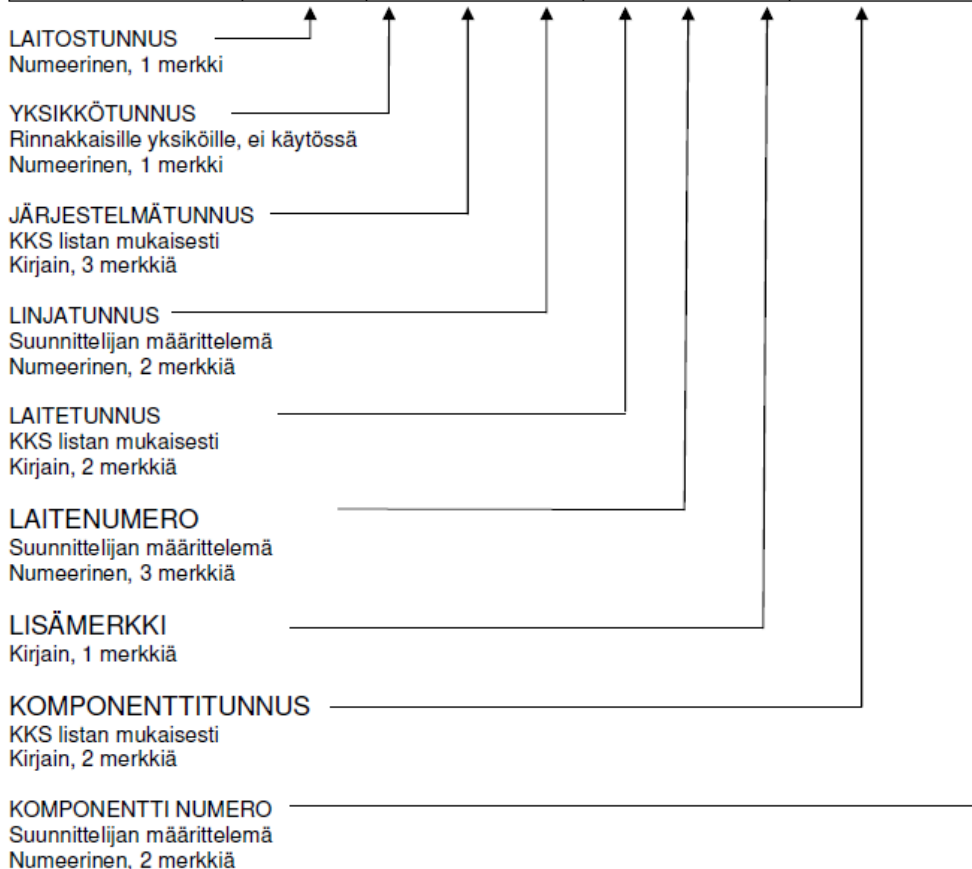 LAITOSTUNNUS
Numeerinen, 1 merkki
YKSIKKÖTUNNUS
Rinnakkaisille yksiköille, ei käytössä
Numeerinen, 1 merkki
JÄRJESTELMÄTUNNUS
KKS listan mukaisesti
Kirjain, 3 merkkiä
LINJATUNNUS
Suunnittelijan määrittelemä
Numeerinen, 2 merkkiä
LAITETUNNUS
KKS listan mukaisesti
Kirjain, 2 merkkiä
LAITENUMERO
Suunnittelijan määrittelemä
Numeerinen, 3 merkkiä
LISÄMERKKI
Kirjain, 1 merkkiä
KOMPONENTTITUNNUS
KKS listan mukaisesti
Kirjain, 2 merkkiä
KOMPONENTTI NUMERO
Suunnittelijan määrittelemä
Numeerinen, 2 merkkiä